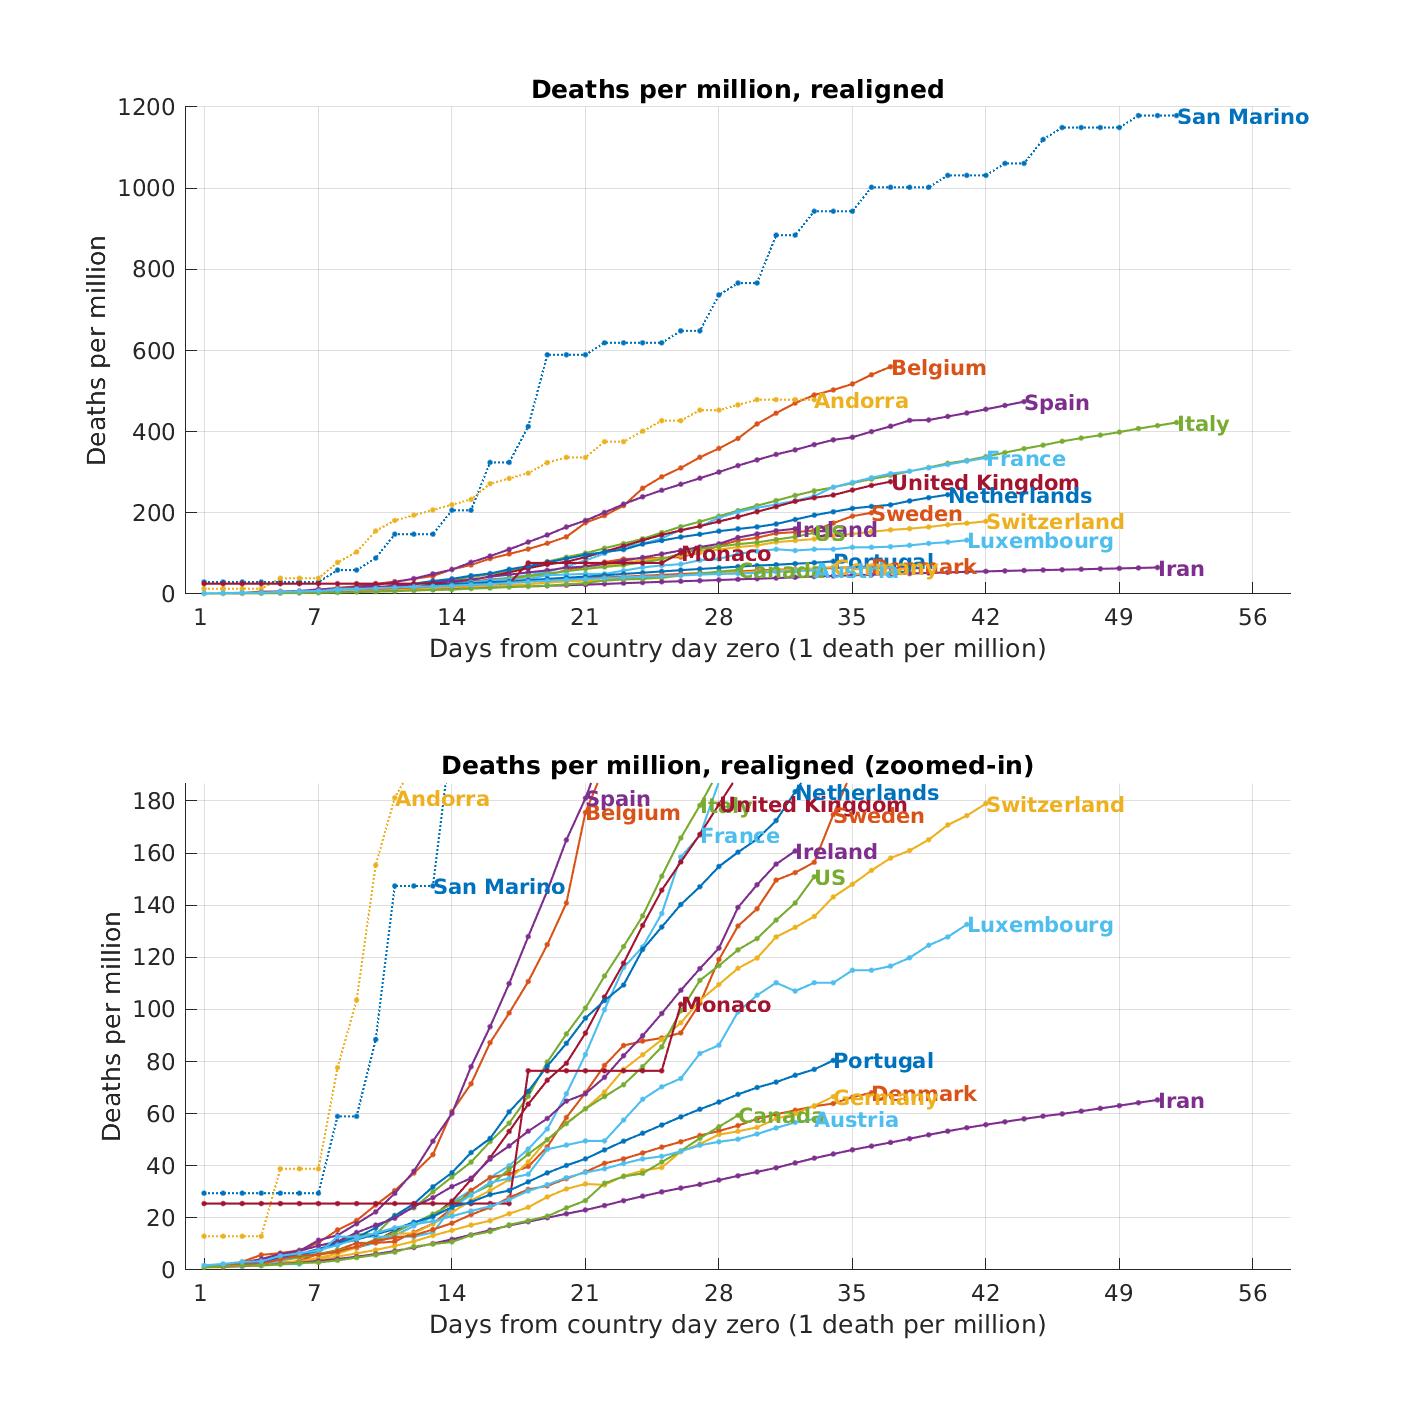 Deaths per million, realigned
1200
1000
800
600
400
200
0
Deaths per million
San Marino
Belgium
Andorra
Spain
Italy
France
United Kingdom
Netherlands
Sweden
Switzerland
Ireland
US
Luxembourg
Monaco
Portugal
Denmark
Germany
Canada
Austria
Iran
1 7 14 21 28 35 42 49 56
Days from country day zero (1 death per million)
Deaths per million, realigned (zoomed-in)
180
160
140
120
100
80
60
40
20
0
Deaths per million
Andorra
Spain
Belgium
Italy
United Kingdom
Netherlands
Sweden
Switzerland
France
Ireland
US
San Marino
Luxembourg
Monaco
Portugal
Denmark
Germany
Canada
Austria
Iran
1 7 14 21 28 35 42 49 56
Days from country day zero (1 death per million)